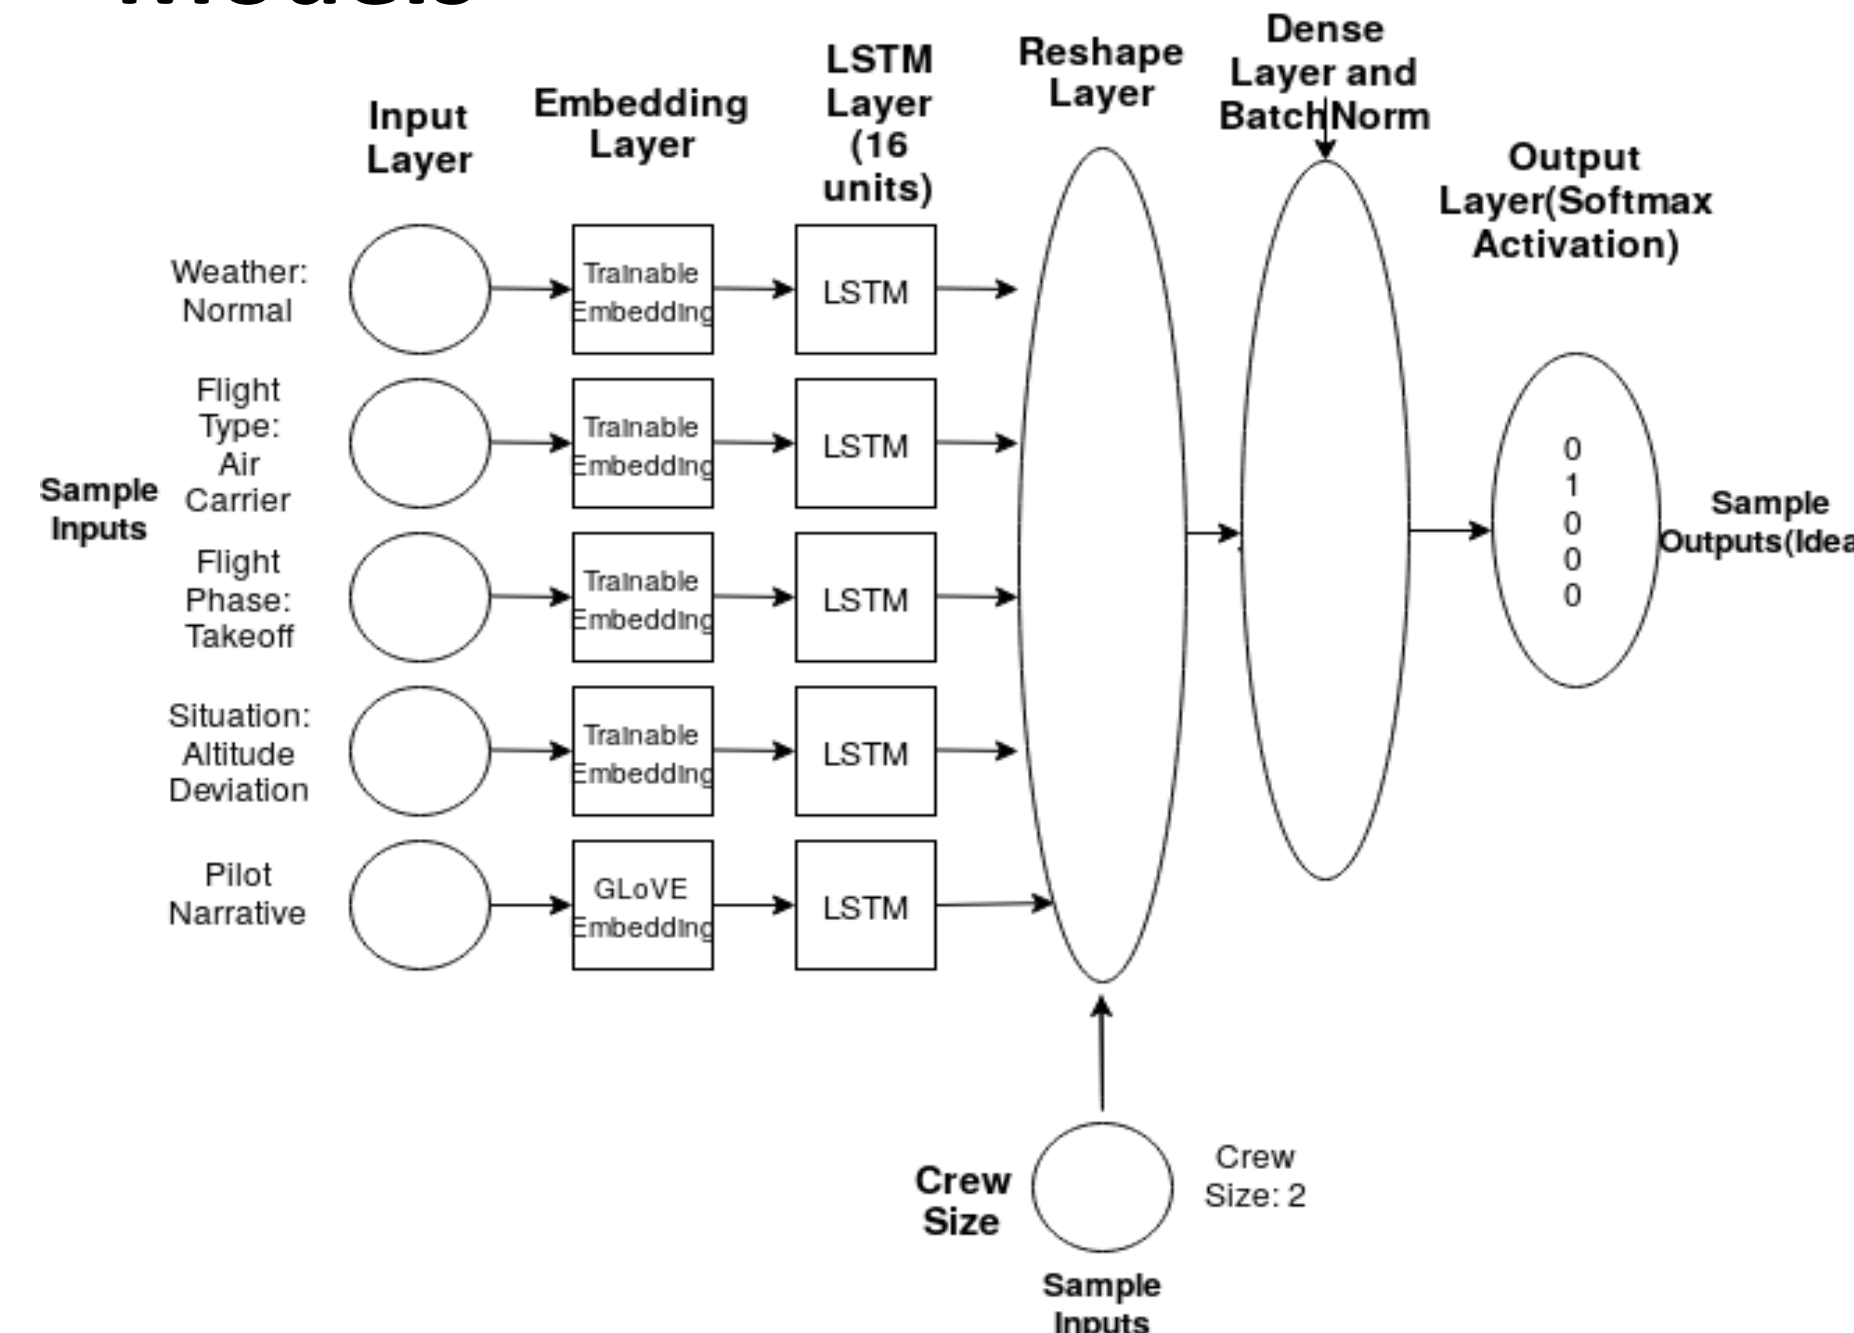 Models
Input
Layer
Embedding
Layer
LSTM
Layer
(16
units)
Reshape
Layer
Dense
Layer and
BatchNorm
Output
Layer(Softmax
Activation)
Sample
Inputs
Weather:
Normal
Trainable
Embedding
LSTM
Flight
Type:
Air
Carrier
Trainable
Embedding
LSTM
Flight
Phase:
Takeoff
Trainable
Embedding
LSTM
Situation:
Altitude
Deviation
Trainable
Embedding
LSTM
Pilot
Narrative
GLoVE
Embedding
LSTM
0
1
0
0
0
Sample
Outputs(Idea
Crew
Size
Crew
Size: 2
Sample
Inputs